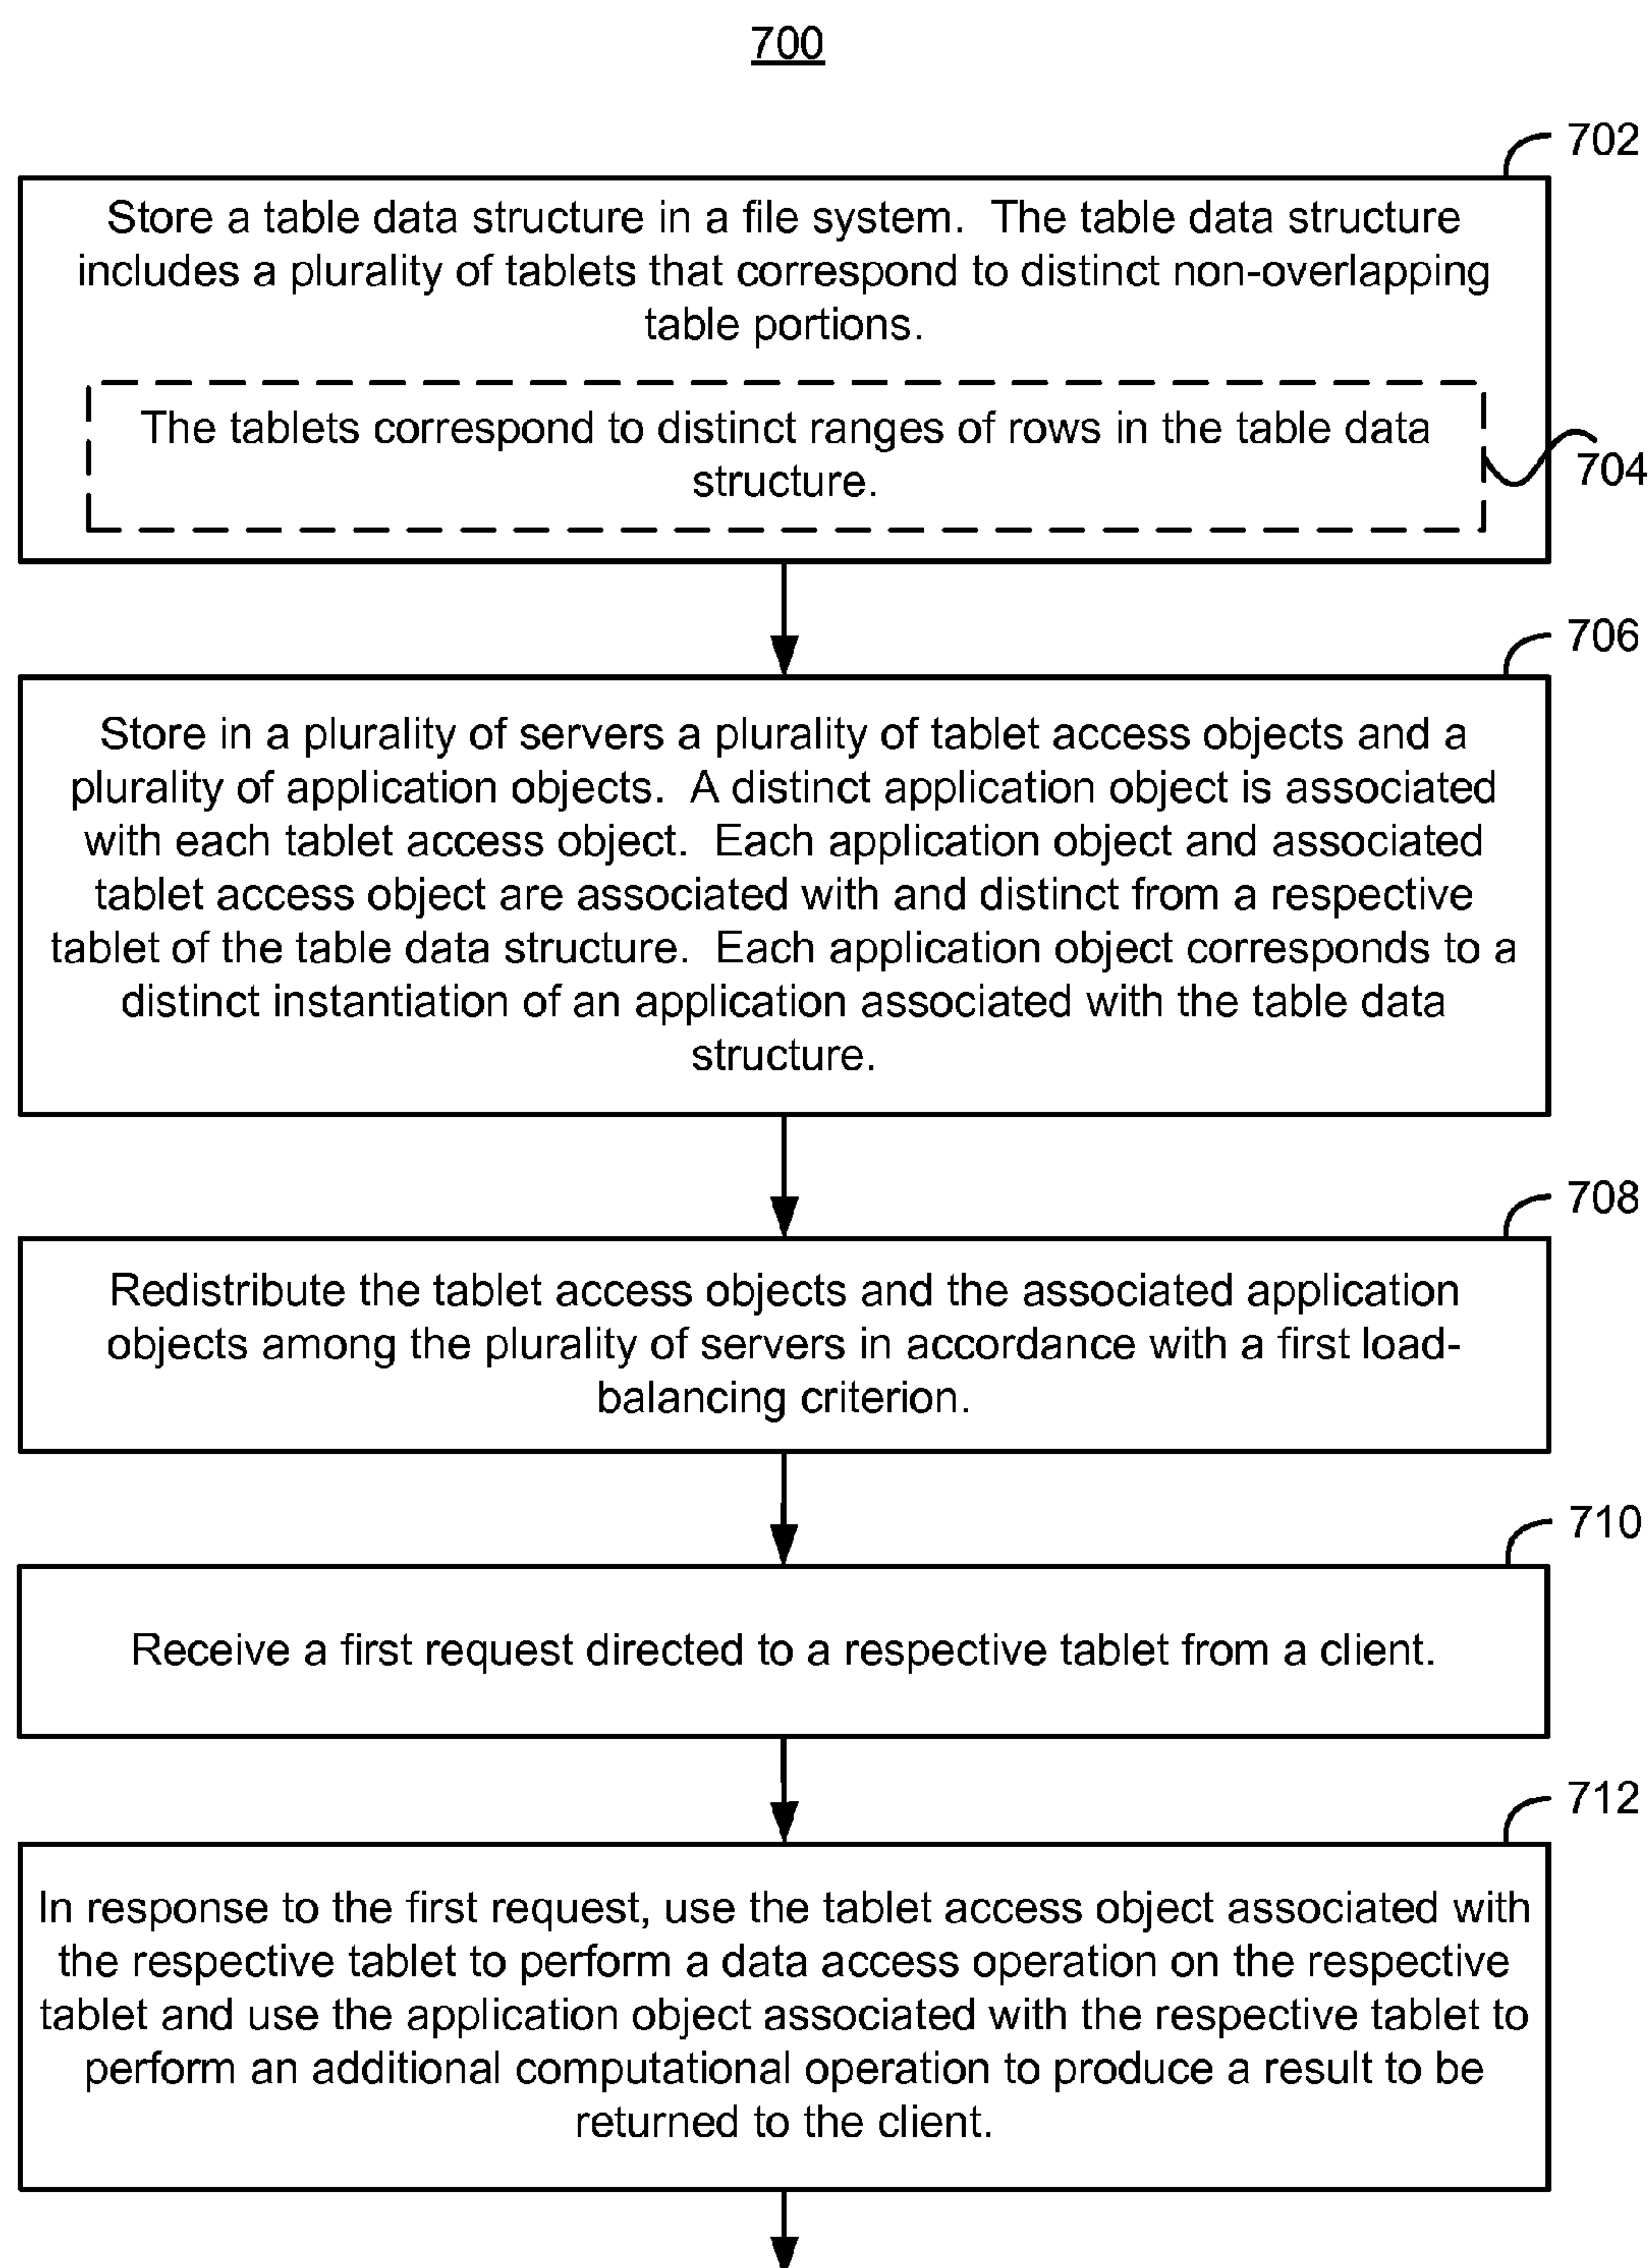 700
702
Store a table data structure in a file system. The table data structure
includes a plurality of tablets that correspond to distinct non-overlapping
table portions.
The tablets correspond to distinct ranges of rows in the table data
structure.
704
706
Store in a plurality of servers a plurality of tablet access objects and a
plurality of application objects. A distinct application object is associated
with each tablet access object. Each application object and associated
tablet access object are associated with and distinct from a respective
tablet of the table data structure. Each application object corresponds to a
distinct instantiation of an application associated with the table data
structure.
708
Redistribute the tablet access objects and the associated application
objects among the plurality of servers in accordance with a first load-
balancing criterion.
710
Receive a first request directed to a respective tablet from a client.
712
In response to the first request, use the tablet access object associated with
the respective tablet to perform a data access operation on the respective
tablet and use the application object associated with the respective tablet to
perform an additional computational operation to produce a result to be
returned to the client.